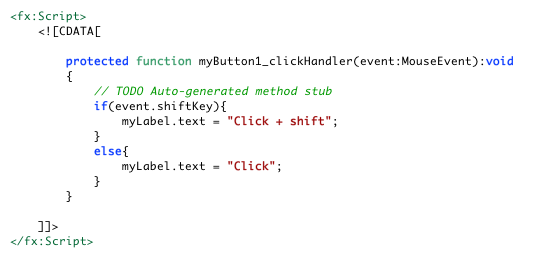 <fx:Script>
    <![CDATA[
        protected function myButton1_clickHandler(event:MouseEvent):void
        {
            // TODO Auto-generated method stub
            if(event.shiftKey){
                myLabel.text = "Click + shift";
            }
            else{
                myLabel.text = "Click";
            }
        }
    ]]>
</fx:Script>